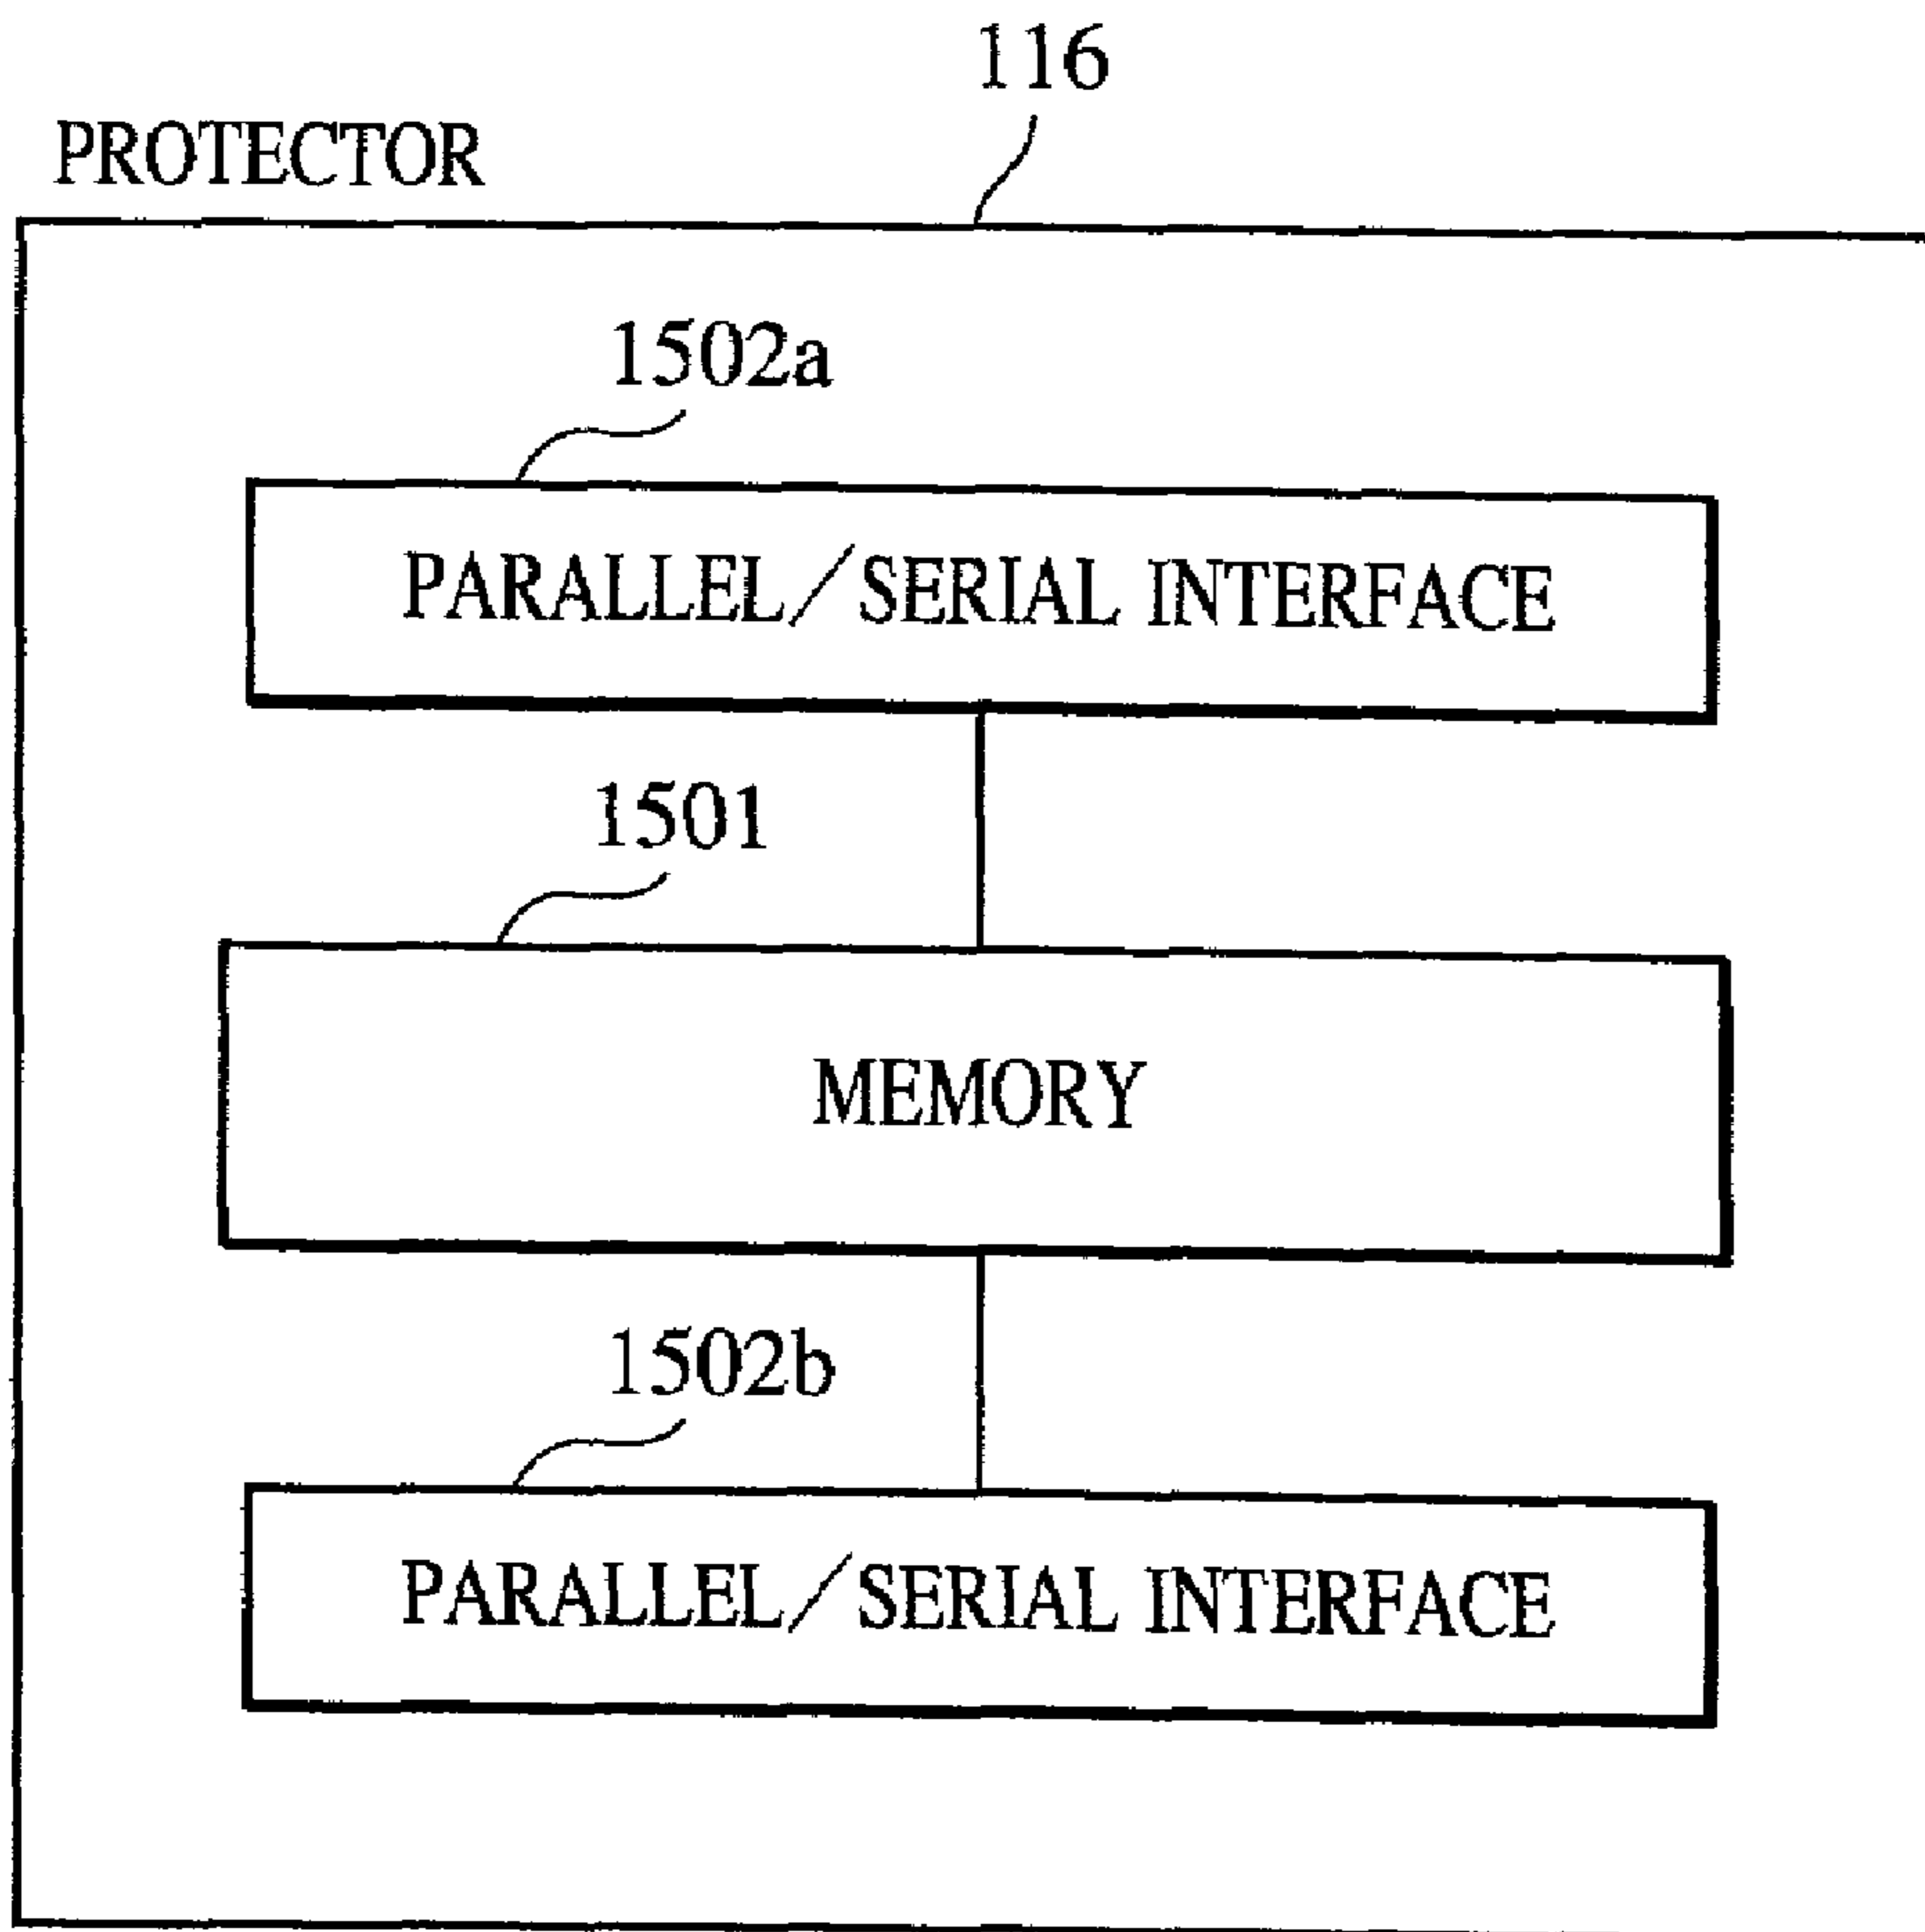 116
PROTECTOR
1502a
PARALLEL/SERIAL INTERFACE
1501
MEMORY
1502b
PARALLEL/SERIAL INTERFACE